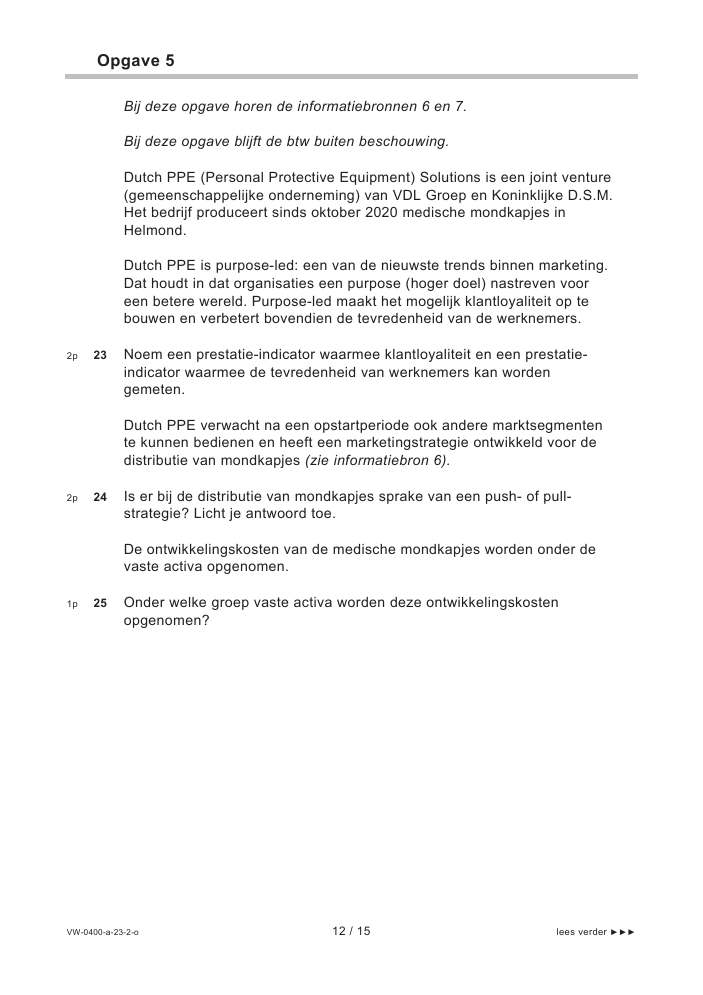 Opgave 5
Bij deze opgave horen de informatiebronnen 6 en 7.
Bij deze opgave blijft de btw buiten beschouwing.
Dutch PPE (Personal Protective Equipment) Solutions is een joint venture
(gemeenschappelijke onderneming) van VDL Groep en Koninklijke D.S.M.
Het bedrijf produceert sinds oktober 2020 medische mondkapjes in
Helmond.
Dutch PPE is purpose-led: een van de nieuwste trends binnen marketing.
Dat houdt in dat organisaties een purpose (hoger doel) nastreven voor
een betere wereld. Purpose-led maakt het mogelijk klantloyaliteit op te
bouwen en verbetert bovendien de tevredenheid van de werknemers.
2p 23 Noem een prestatie-indicator waarmee klantloyaliteit en een prestatie-
indicator waarmee de tevredenheid van werknemers kan worden
gemeten.
Dutch PPE verwacht na een opstartperiode ook andere marktsegmenten
te kunnen bedienen en heeft een marketingstrategie ontwikkeld voor de
distributie van mondkapjes (zie informatiebron 6).
2p 24 Is er bij de distributie van mondkapjes sprake van een push- of pull-
strategie? Licht je antwoord toe.
De ontwikkelingskosten van de medische mondkapjes worden onder de
vaste activa opgenomen.
1p 25 Onder welke groep vaste activa worden deze ontwikkelingskosten
opgenomen?
VW-0400-a-23-2-o 12 / 15 lees verder ►►►